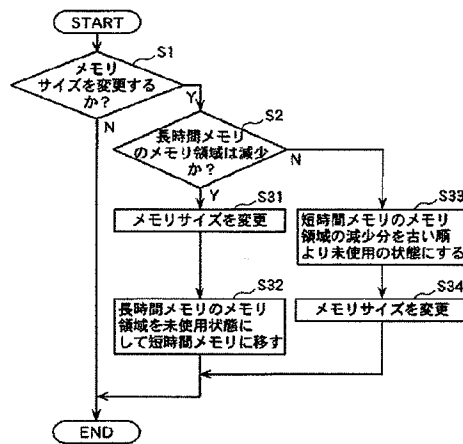 START
S1
メモリ
サイズを変更する
か？
Y
N
S2
長時間メモリ
のメモリ領域は減少
か？
N
Y
S31
メモリサイズを変更
S33
短時間メモリのメモリ
領域の減少分を古い順
より未使用の状態にする
S32
長時間メモリのメモリ
領域を未使用状態に
して短時間メモリに移す
S34
メモリサイズを変更
END